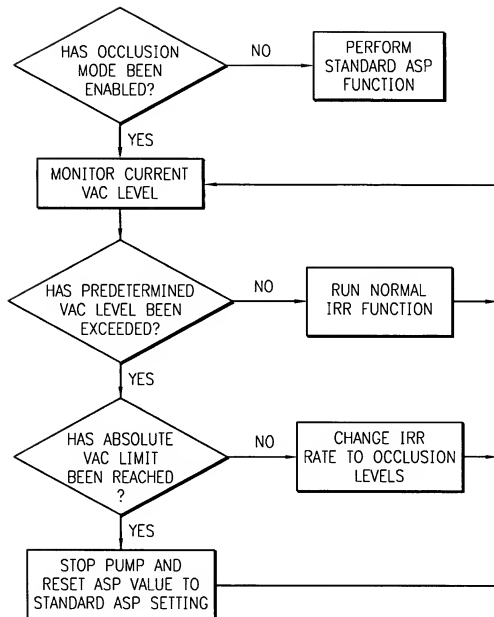 HAS OCCLUSION
MODE BEEN
ENABLED?
NO
PERFORM
STANDARD ASP
FUNCTION
YES
MONITOR CURRENT
VAC LEVEL
HAS PREDETERMINED
VAC LEVEL BEEN
EXCEEDED?
NO
RUN NORMAL
IRR FUNCTION
YES
HAS ABSOLUTE
VAC LIMIT
BEEN REACHED
?
NO
CHANGE IRR
RATE TO OCCLUSION
LEVELS
YES
STOP PUMP AND
RESET ASP VALUE TO
STANDARD ASP SETTING